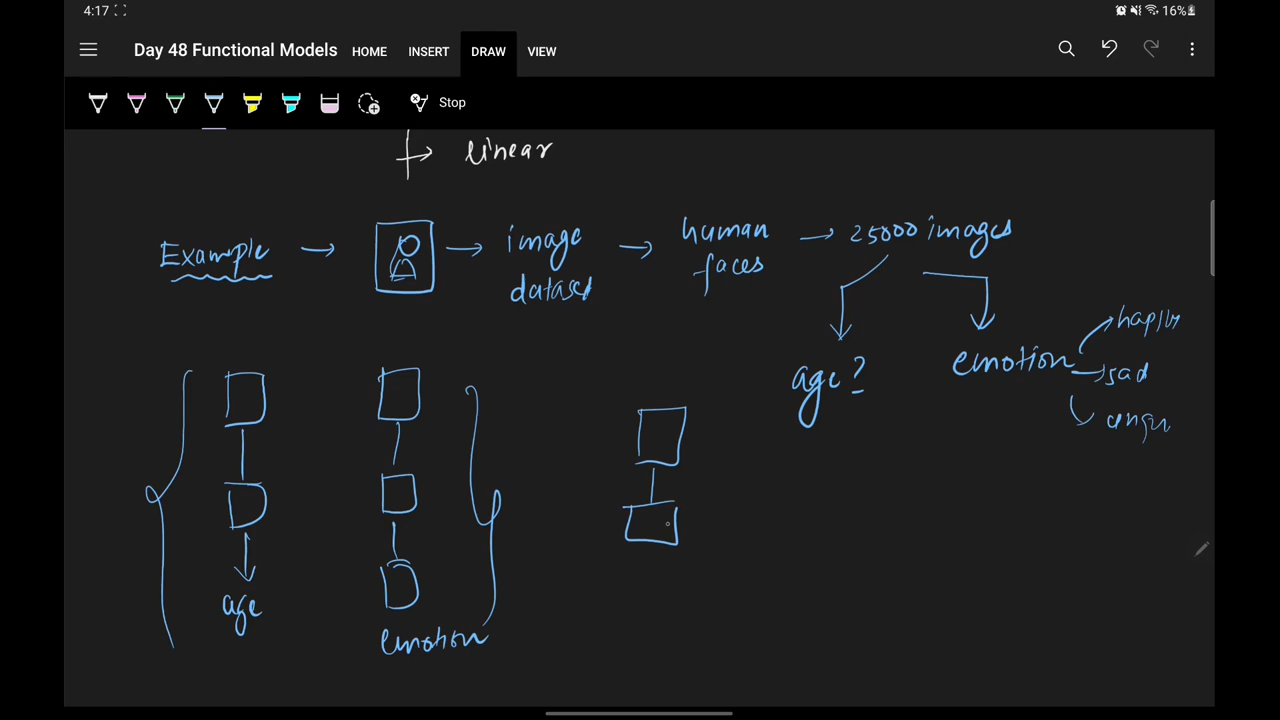 4:17 16%
Day 48 Functional Models HOME INSERT DRAW VIEW
Stop
linear
Example → → image dataset → human faces → 25000 images
age?
emotion
happy
sad
angry
age
emotion